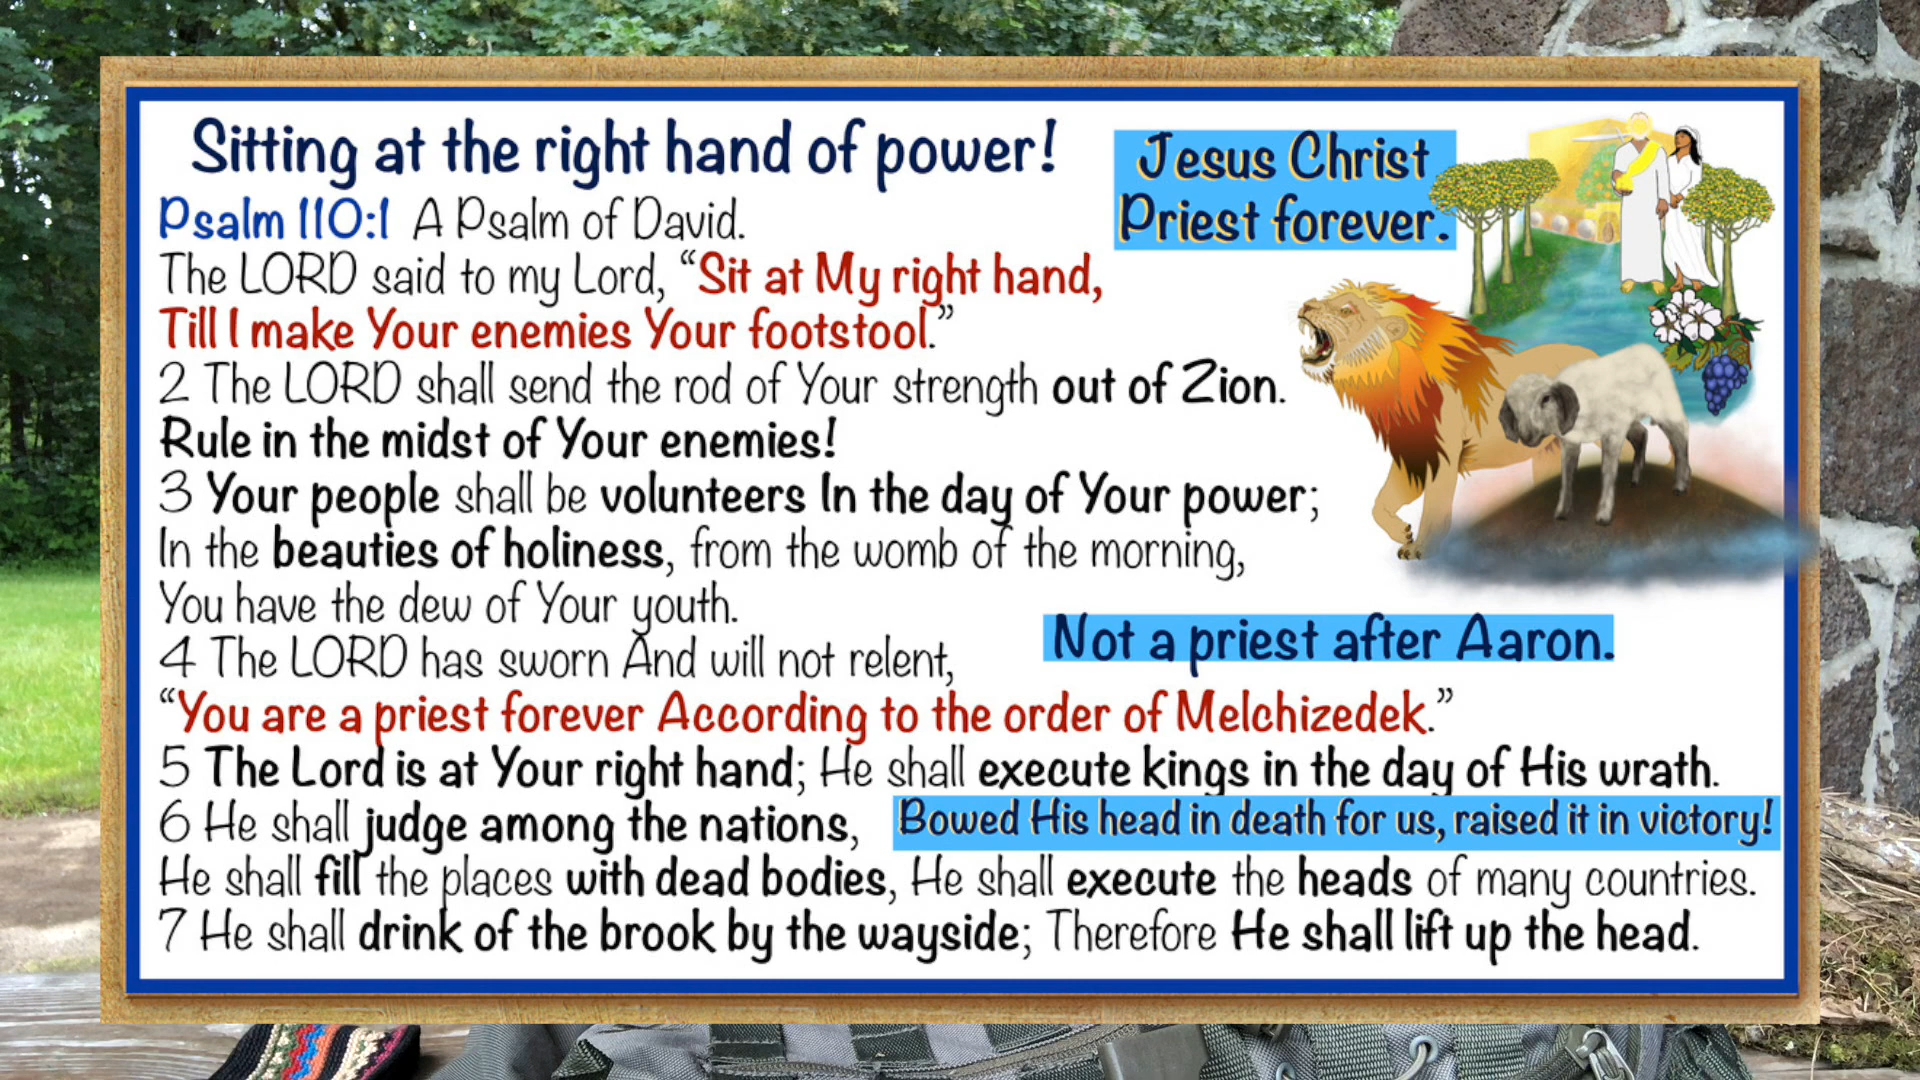 Sitting at the right hand of power!
Jesus Christ
Priest forever.
Psalm 110:1 A Psalm of David.
The LORD said to my Lord, “Sit at My right hand,
Till I make Your enemies Your footstool.”
2 The LORD shall send the rod of Your strength out of Zion.
Rule in the midst of Your enemies!
3 Your people shall be volunteers In the day of Your power;
In the beauties of holiness, from the womb of the morning,
You have the dew of Your youth.
Not a priest after Aaron.
4 The LORD has sworn And will not relent,
“You are a priest forever According to the order of Melchizedek.”
5 The Lord is at Your right hand; He shall execute kings in the day of His wrath.
6 He shall judge among the nations,
Bowed His head in death for us, raised it in victory!
He shall fill the places with dead bodies, He shall execute the heads of many countries.
7 He shall drink of the brook by the wayside; Therefore He shall lift up the head.